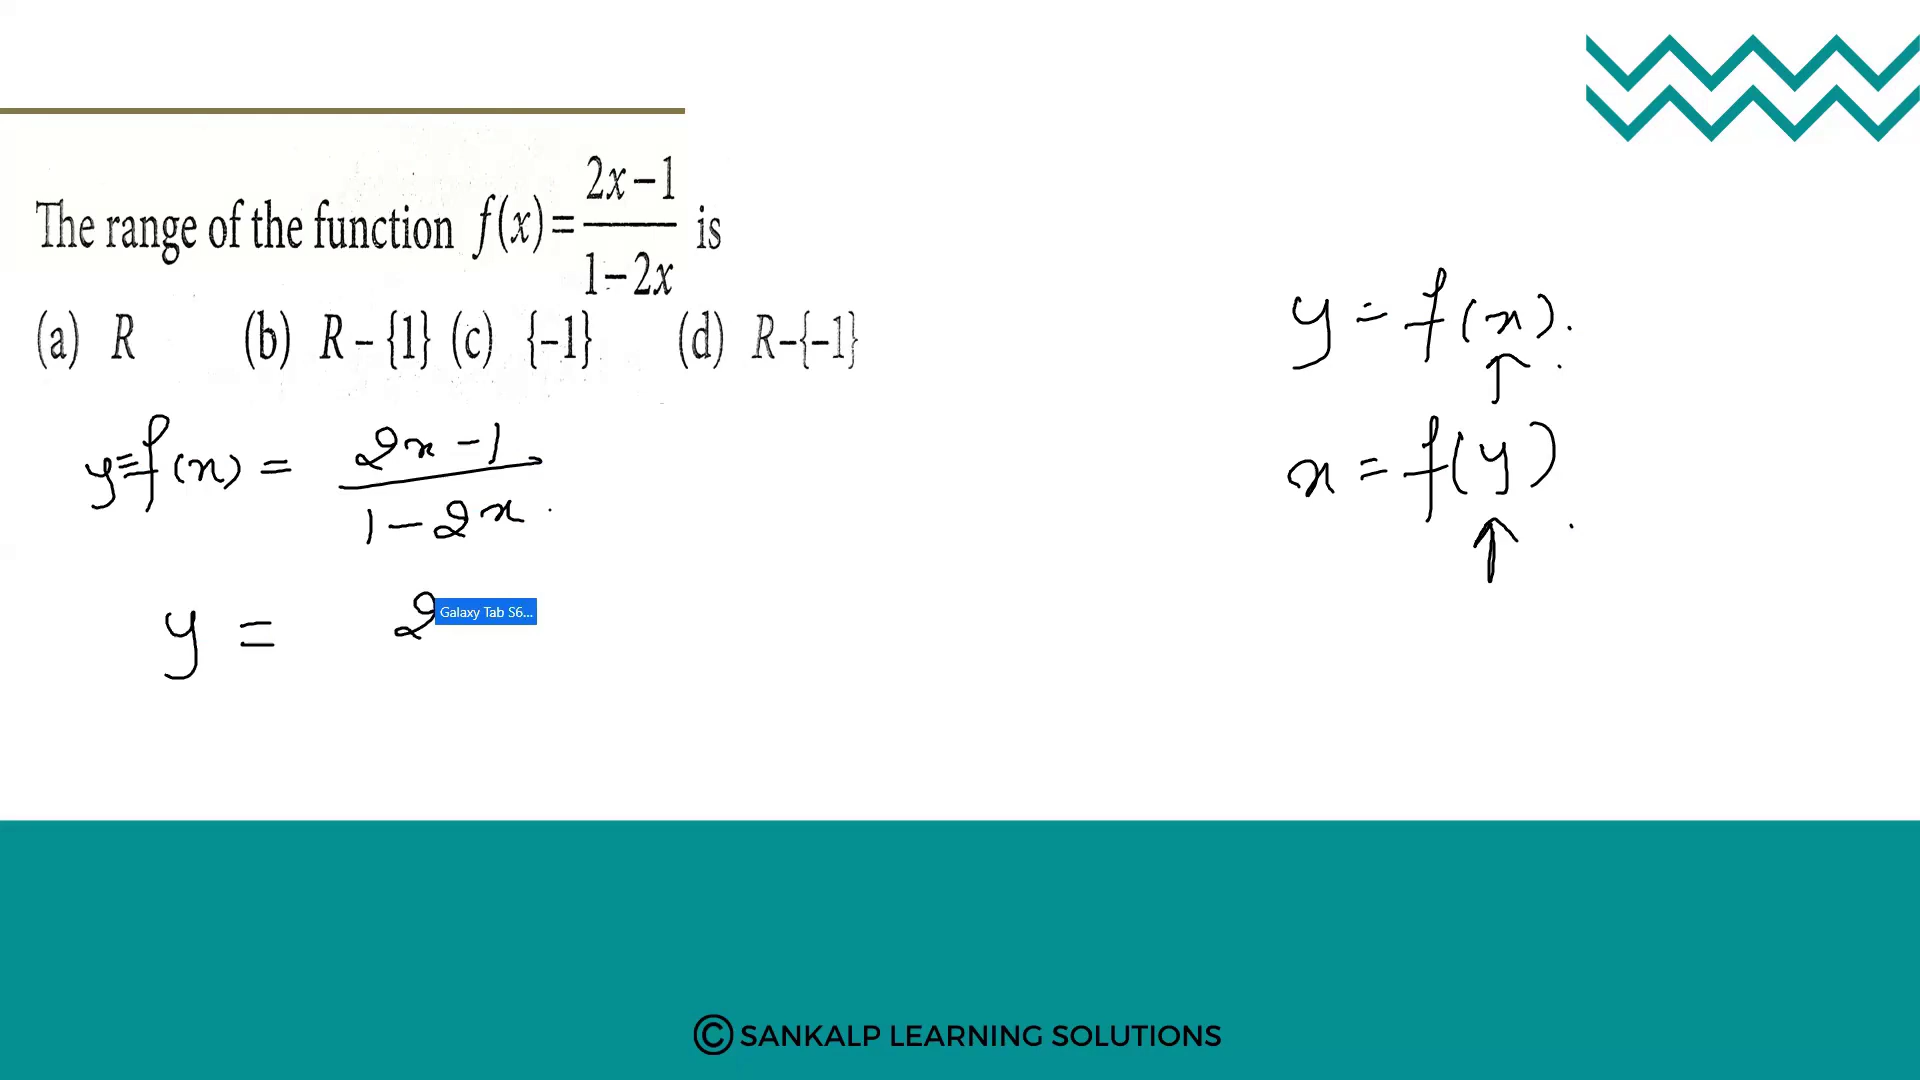 The range of the function f(x) = (2x−1)/(1−2x) is
(a) R (b) R − {1} (c) {−1} (d) R−{−1}
y = f(x) = (2x − 1)/(1 − 2x).
y = 2
Galaxy Tab S6...
y = f(x).
↑
x = f(y)
↑
© SANKALP LEARNING SOLUTIONS